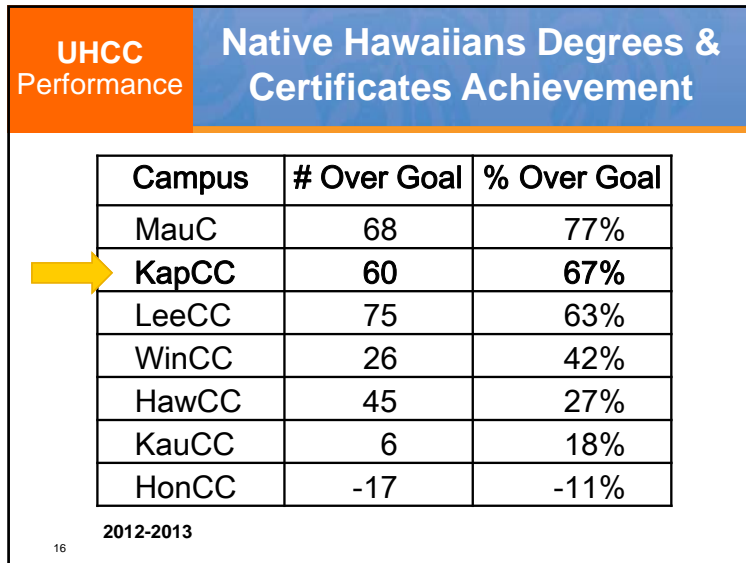 UHCC
Performance
Native Hawaiians Degrees &
Certificates Achievement
Campus # Over Goal % Over Goal
MauC 68 77%
KapCC 60 67%
LeeCC 75 63%
WinCC 26 42%
HawCC 45 27%
KauCC 6 18%
HonCC -17 -11%
2012-2013
16